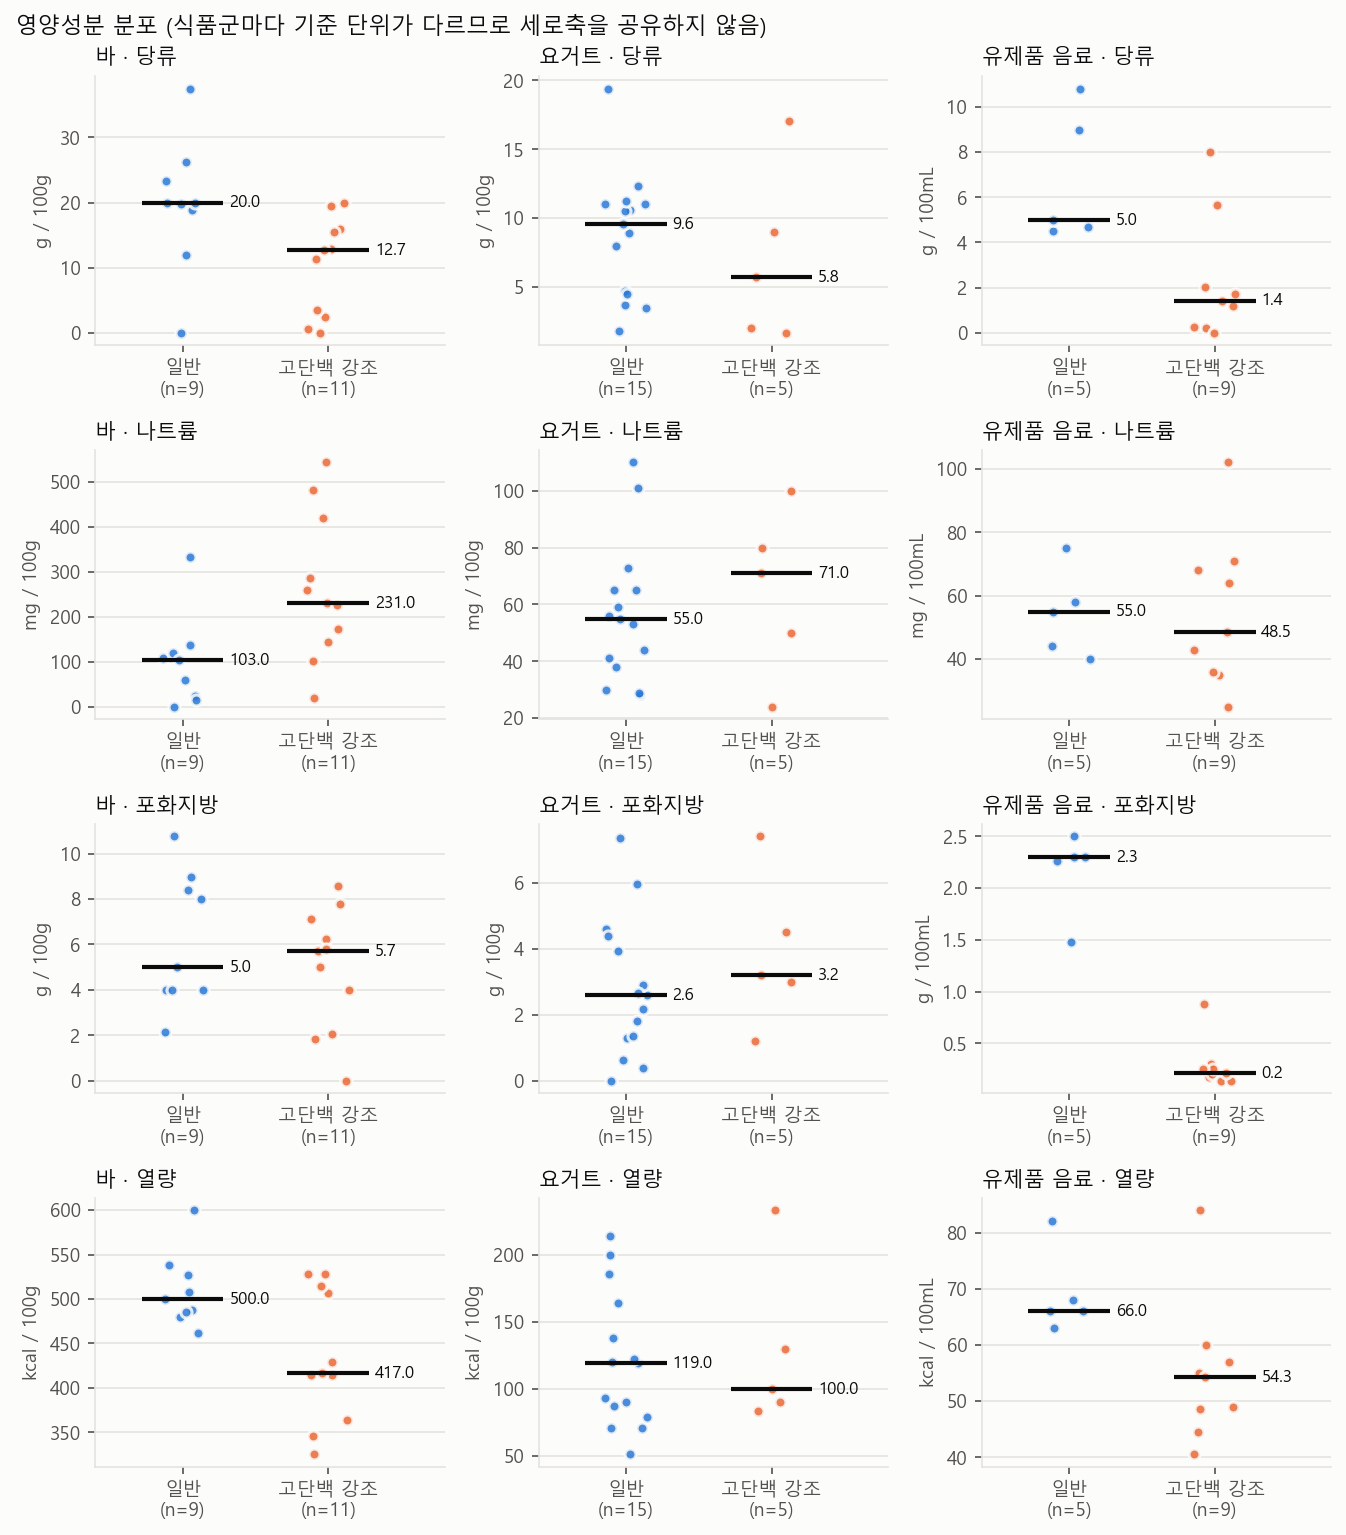 영양성분 분포 (식품군마다 기준 단위가 다르므로 세로축을 공유하지 않음)
바 · 당류
g / 100g
30
20
10
0
20.0
12.7
일반
(n=9)
고단백 강조
(n=11)
요거트 · 당류
g / 100g
20
15
10
5
9.6
5.8
일반
(n=15)
고단백 강조
(n=5)
유제품 음료 · 당류
g / 100mL
10
8
6
4
2
0
5.0
1.4
일반
(n=5)
고단백 강조
(n=9)
바 · 나트륨
mg / 100g
500
400
300
200
100
0
103.0
231.0
일반
(n=9)
고단백 강조
(n=11)
요거트 · 나트륨
mg / 100g
100
80
60
40
20
55.0
71.0
일반
(n=15)
고단백 강조
(n=5)
유제품 음료 · 나트륨
mg / 100mL
100
80
60
40
55.0
48.5
일반
(n=5)
고단백 강조
(n=9)
바 · 포화지방
g / 100g
10
8
6
4
2
0
5.0
5.7
일반
(n=9)
고단백 강조
(n=11)
요거트 · 포화지방
g / 100g
6
4
2
0
2.6
3.2
일반
(n=15)
고단백 강조
(n=5)
유제품 음료 · 포화지방
g / 100mL
2.5
2.0
1.5
1.0
0.5
2.3
0.2
일반
(n=5)
고단백 강조
(n=9)
바 · 열량
kcal / 100g
600
550
500
450
400
350
500.0
417.0
일반
(n=9)
고단백 강조
(n=11)
요거트 · 열량
kcal / 100g
200
150
100
50
119.0
100.0
일반
(n=15)
고단백 강조
(n=5)
유제품 음료 · 열량
kcal / 100mL
80
70
60
50
40
66.0
54.3
일반
(n=5)
고단백 강조
(n=9)